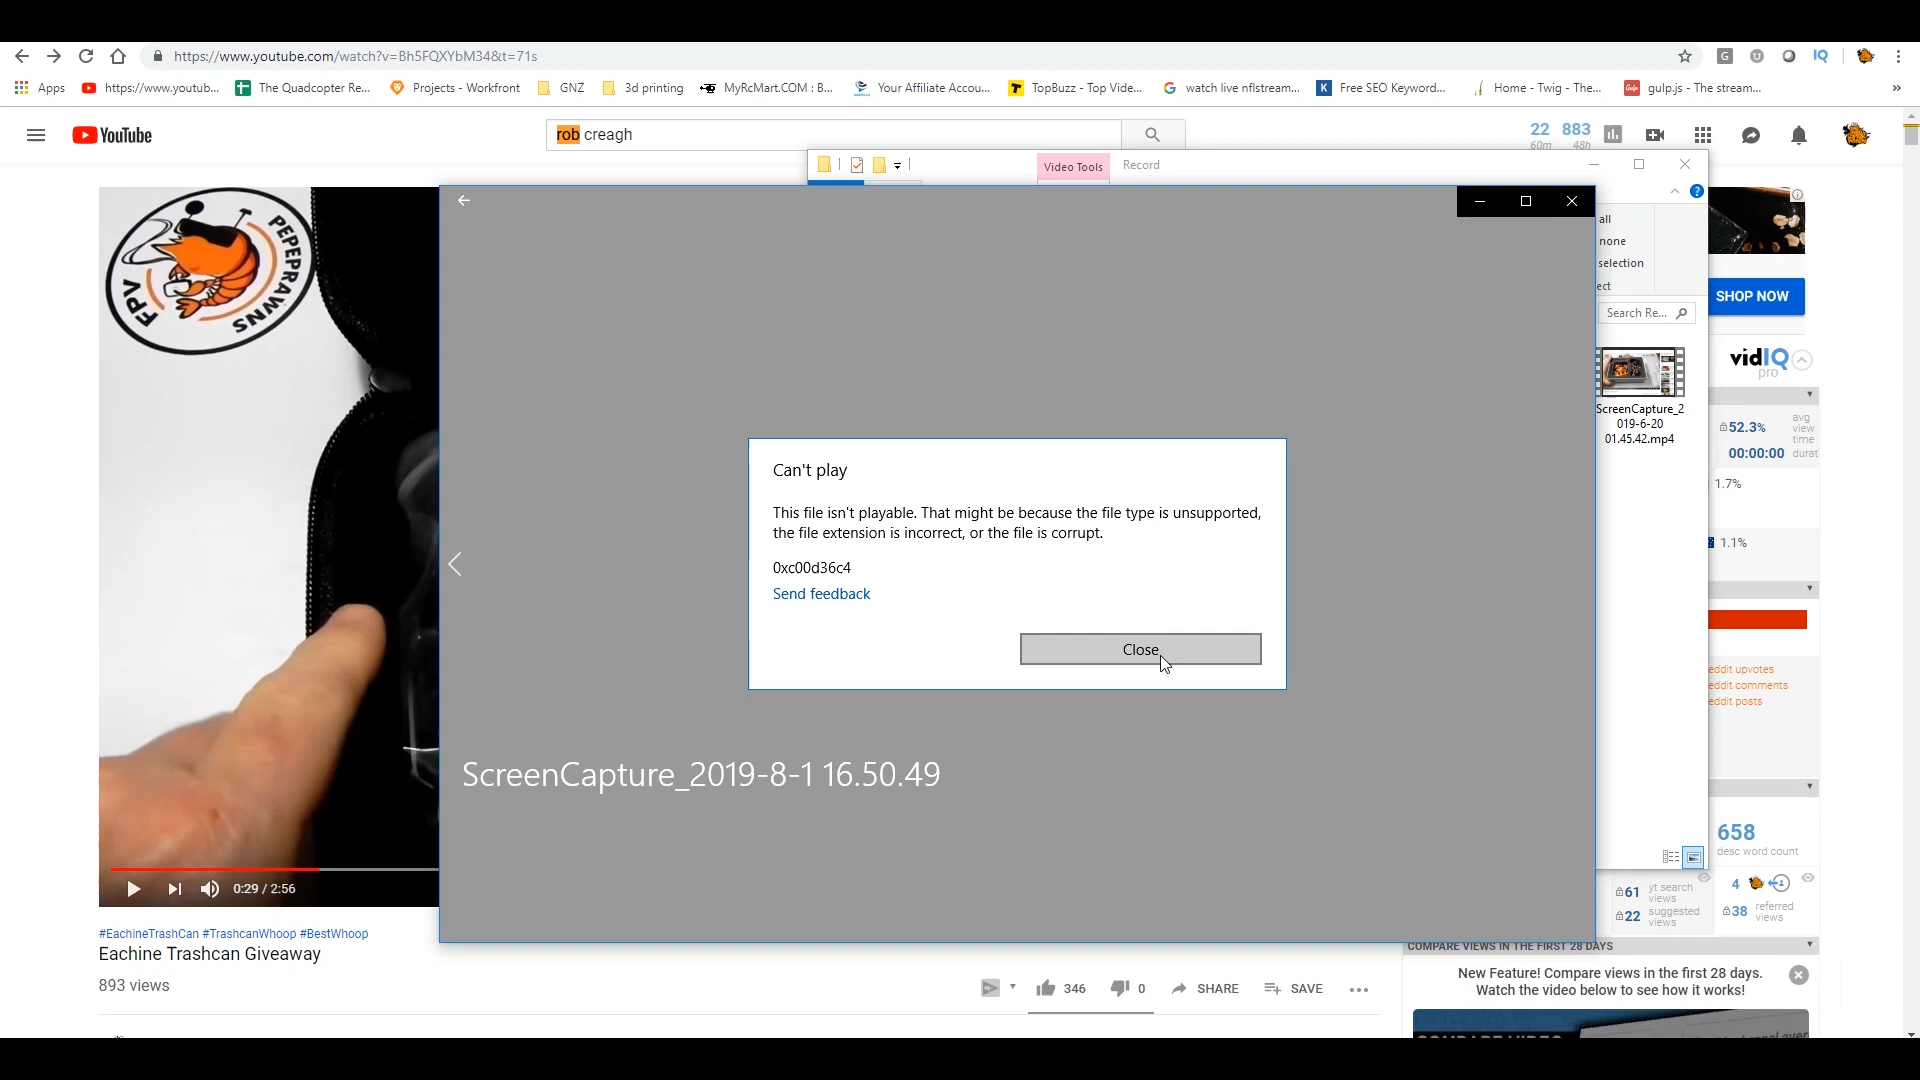 https://www.youtube.com/watch?v=Bh5FQXYbM34&t=71s
G
IQ
Apps
https://www.youtub...
The Quadcopter Re...
Projects - Workfront
GNZ
3d printing
MyRcMart.COM : B...
Your Affiliate Accou...
TopBuzz - Top Vide...
watch live nflstream...
Free SEO Keyword...
Home - Twig - The...
gulp.js - The stream...
»
YouTube
rob creagh
22 883
60m 48h
Video Tools
Record
PEPEPRAWNS
FPV
all
none
selection
ect
Search Re...
SHOP NOW
vidIQ
pro
ScreenCapture_2
019-6-20
01.45.42.mp4
52.3%
avg
view
time
00:00:00
durat
1.7%
1.1%
Can't play
This file isn't playable. That might be because the file type is unsupported,
the file extension is incorrect, or the file is corrupt.
0xc00d36c4
Send feedback
Close
eddit upvotes
eddit comments
eddit posts
ScreenCapture_2019-8-1 16.50.49
658
desc word count
0:29 / 2:56
61 yt search
views
22 suggested
views
4
38 referred
views
#EachineTrashCan #TrashcanWhoop #BestWhoop
Eachine Trashcan Giveaway
893 views
346
0
SHARE
SAVE
COMPARE VIEWS IN THE FIRST 28 DAYS
New Feature! Compare views in the first 28 days.
Watch the video below to see how it works!
COMPARE VIDEO